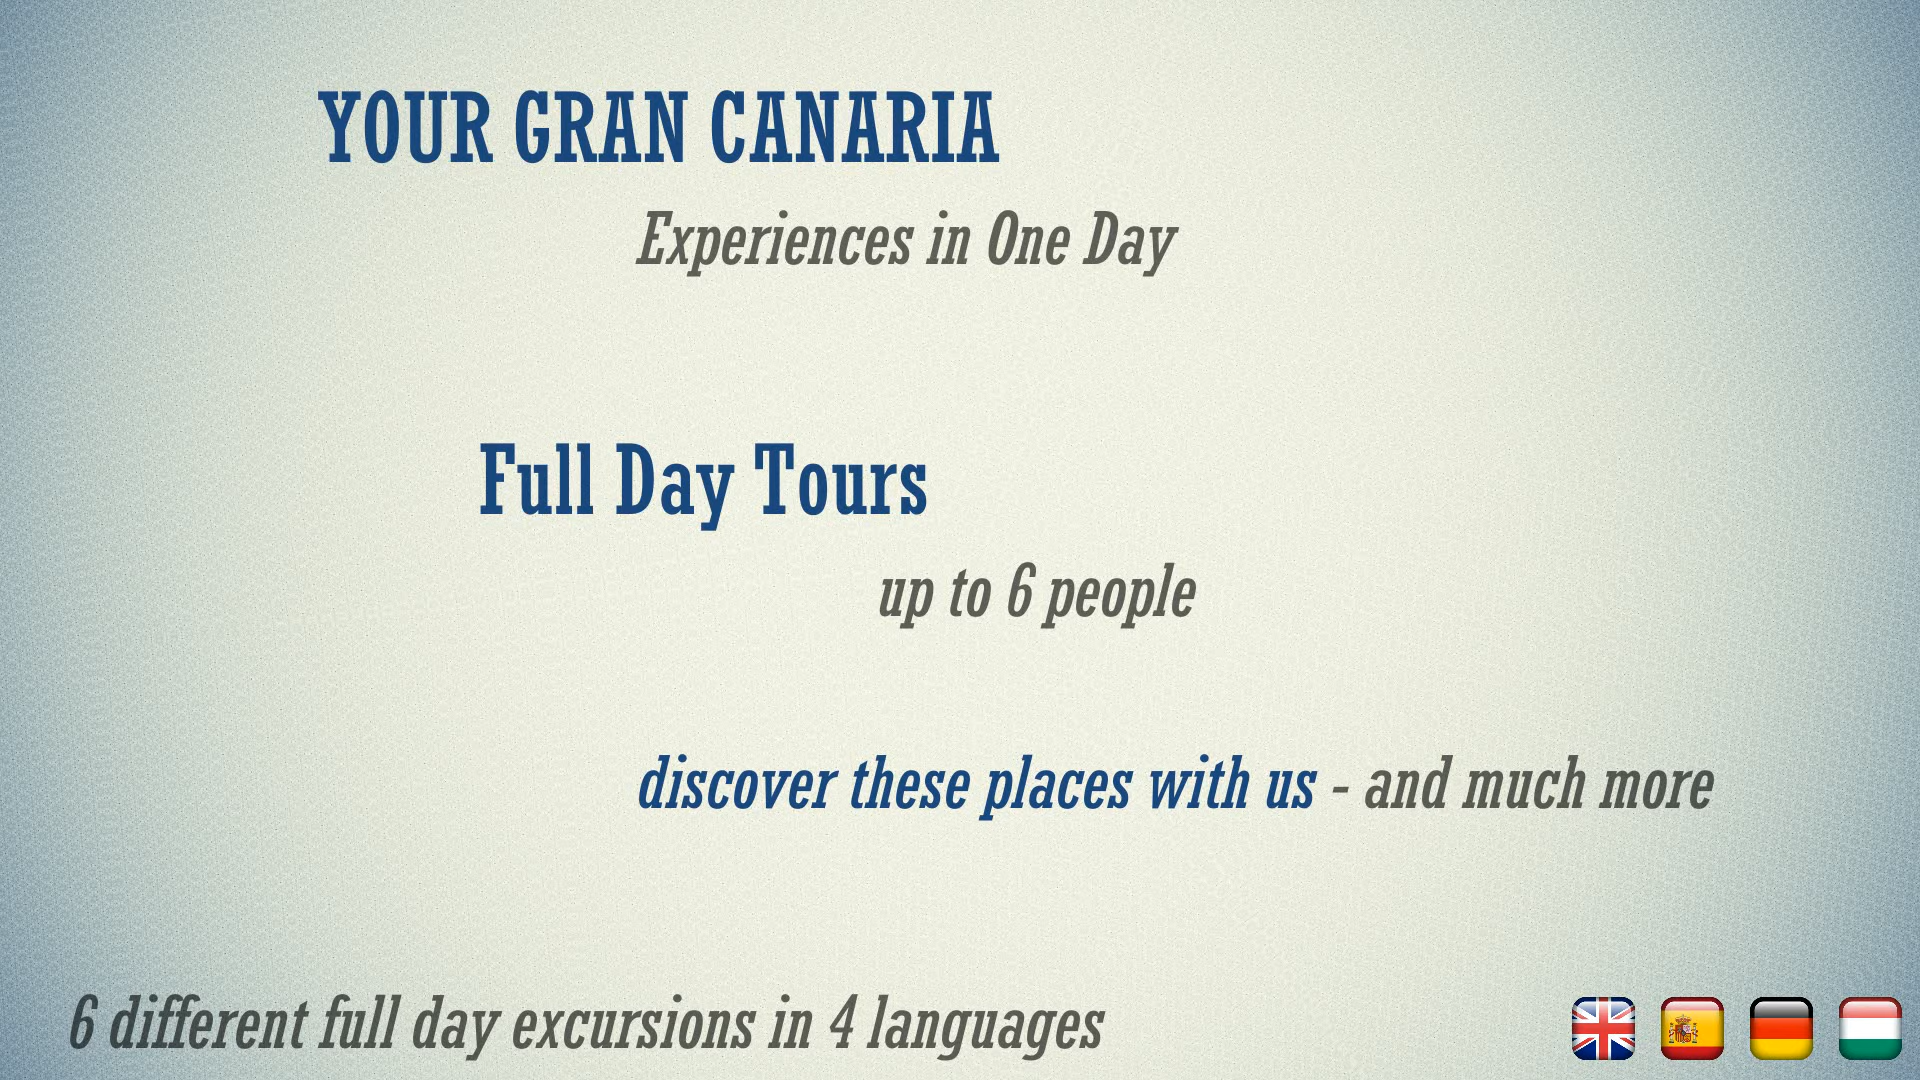 YOUR GRAN CANARIA
Experiences in One Day
Full Day Tours
up to 6 people
discover these places with us - and much more
6 different full day excursions in 4 languages